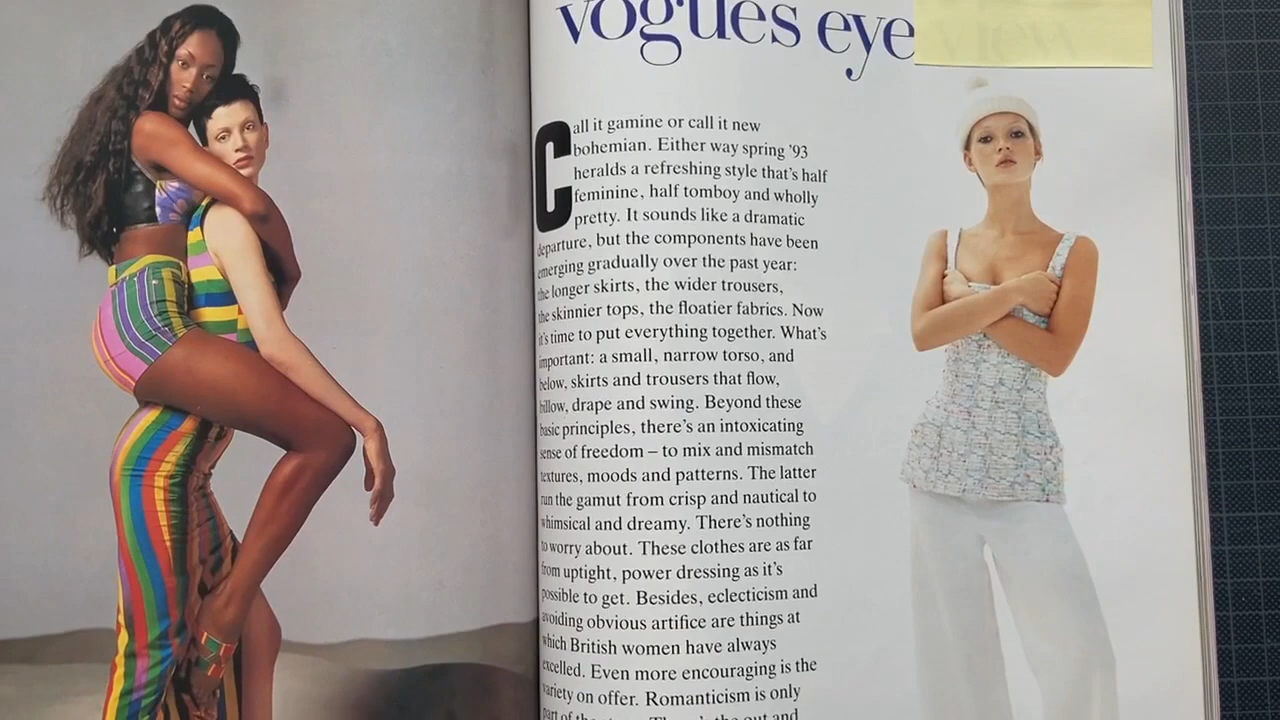 vogues eye
Call it gamine or call it new
bohemian. Either way spring '93
heralds a refreshing style that's half
feminine, half tomboy and wholly
pretty. It sounds like a dramatic
departure, but the components have been
emerging gradually over the past year:
the longer skirts, the wider trousers,
the skinnier tops, the floatier fabrics. Now
it's time to put everything together. What's
important: a small, narrow torso, and
below, skirts and trousers that flow,
billow, drape and swing. Beyond these
basic principles, there's an intoxicating
sense of freedom – to mix and mismatch
textures, moods and patterns. The latter
run the gamut from crisp and nautical to
whimsical and dreamy. There's nothing
to worry about. These clothes are as far
from uptight, power dressing as it's
possible to get. Besides, eclecticism and
avoiding obvious artifice are things at
which British women have always
excelled. Even more encouraging is the
variety on offer. Romanticism is only
part of the There's the out and